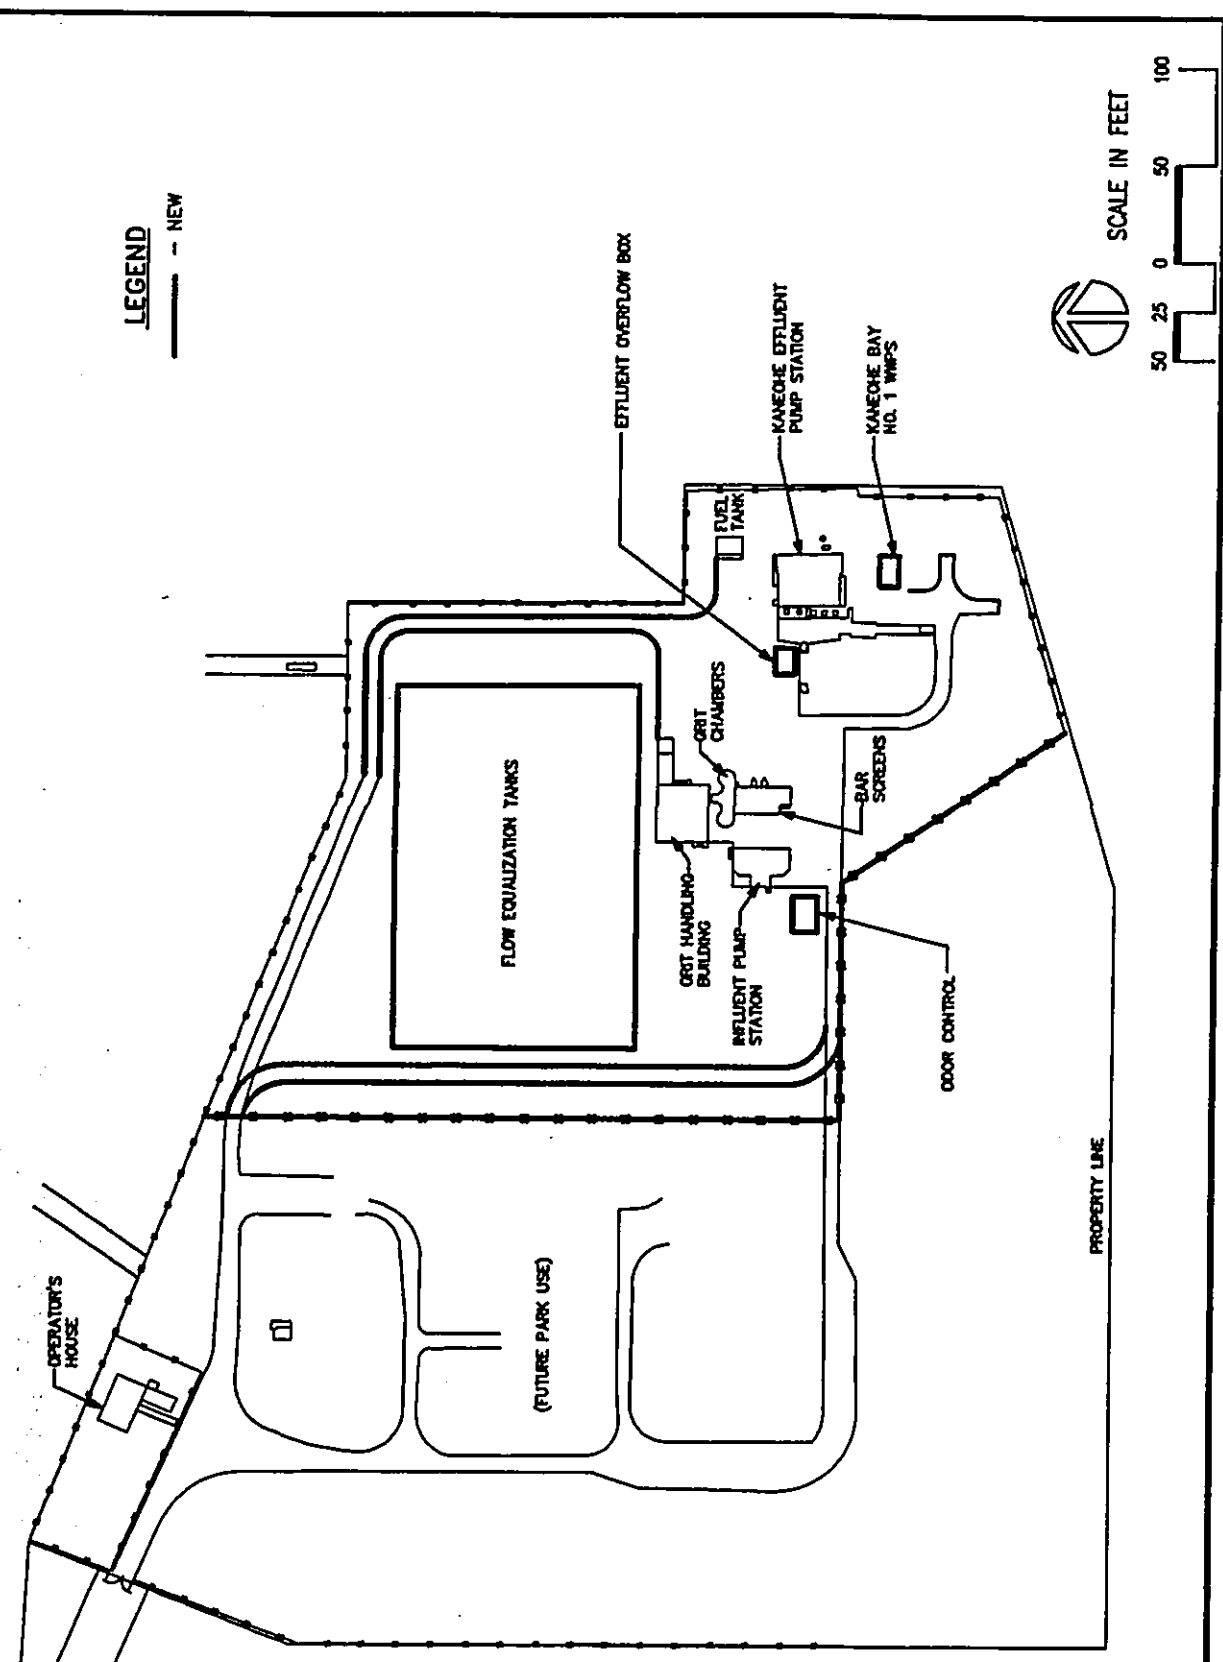 LEGEND
- NEW
EFFLUENT OVERFLOW BOX
KANEOHE EFFLUENT
PUMP STATION
KANEOHE BAY
NO. 1 WWPS
SCALE IN FEET
50 25 0 50 100
FUEL
TANK
GRIT
CHAMBERS
BAR
SCREENS
FLOW EQUALIZATION TANKS
GRIT HANDLING
BUILDING
INFLUENT PUMP
STATION
ODOR CONTROL
PROPERTY LINE
OPERATOR'S
HOUSE
(FUTURE PARK USE)